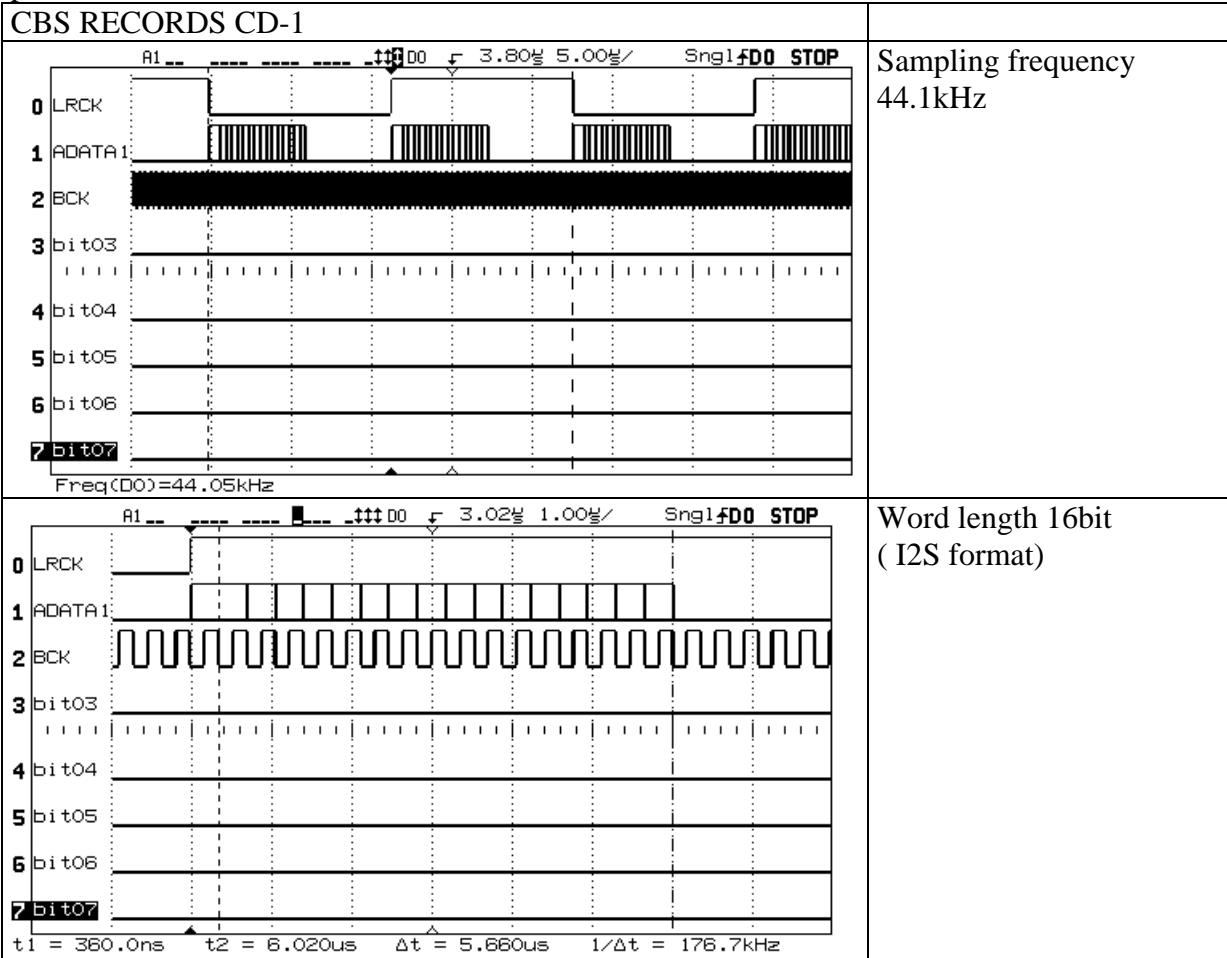 CBS RECORDS CD-1
A1 D0 3.80 5.00 / Sngl D0 STOP
0 LRCK
1 ADATA1
2 BCK
3 bit03
4 bit04
5 bit05
6 bit06
7 bit07
Freq(D0)=44.05kHz
Sampling frequency
44.1kHz
A1 D0 3.02 1.00 / Sngl D0 STOP
0 LRCK
1 ADATA1
2 BCK
3 bit03
4 bit04
5 bit05
6 bit06
7 bit07
t1 = 360.0ns t2 = 6.020us Δt = 5.660us 1/Δt = 176.7kHz
Word length 16bit
( I2S format)